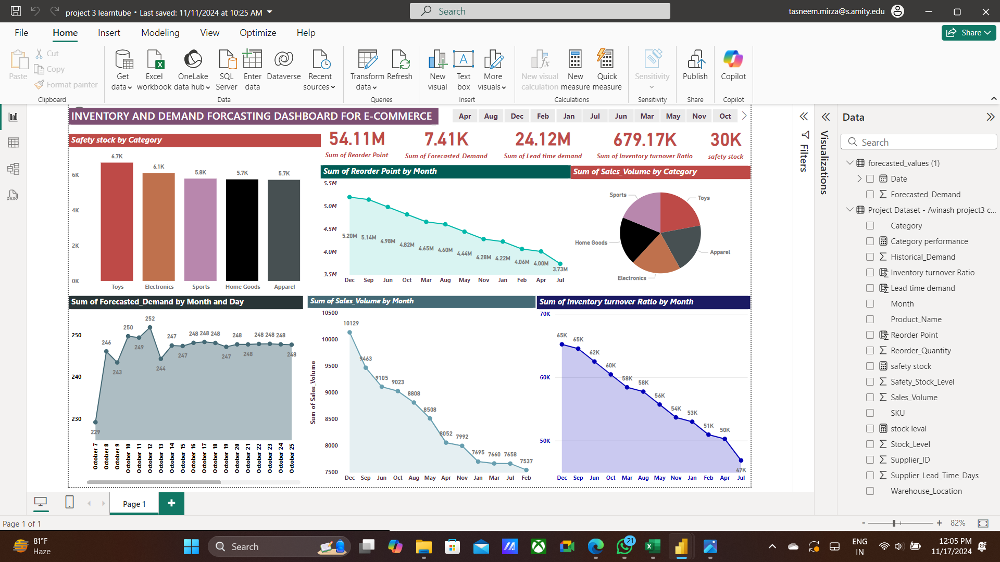 project 3 learntube • Last saved: 11/11/2024 at 10:25 AM
Search
tasneem.mirza@s.amity.edu
File Home Insert Modeling View Optimize Help
Share
Paste
Cut
Copy
Format painter
Clipboard
Get data
Excel workbook
OneLake data hub
SQL Server
Enter data
Dataverse
Recent sources
Data
Transform data
Refresh
Queries
New visual
Text box
More visuals
Insert
New visual calculation
New measure
Quick measure
Calculations
Sensitivity
Sensitivity
Publish
Share
Copilot
Copilot
INVENTORY AND DEMAND FORCASTING DASHBOARD FOR E-COMMERCE
Apr Aug Dec Feb Jan Jul Jun Mar May Nov Oct
54.11M
Sum of Reorder Point
7.41K
Sum of Forecasted_Demand
24.12M
Sum of Lead time demand
679.17K
Sum of Inventory turnover Ratio
30K
safety stock
Safety stock by Category
6.7K 6.1K 5.8K 5.7K 5.7K
6K
4K
2K
0K
Toys Electronics Sports Home Goods Apparel
Sum of Reorder Point by Month
5.5M
5.0M
4.5M
4.0M
3.5M
5.20M 5.14M 4.98M 4.82M 4.65M 4.60M 4.44M 4.28M 4.22M 4.06M 4.00M 3.73M
Dec Sep Jun Oct Mar Aug May Nov Jan Feb Apr Jul
Sum of Sales_Volume by Category
Sports
Toys
Home Goods
Apparel
Electronics
Sum of Forecasted_Demand by Month and Day
250
240
230
229 246 243 250 249 252 244 247 247 248 248 248 247 248 248 248 248 248 248
October 7 October 8 October 9 October 10 October 11 October 12 October 13 October 14 October 15 October 16 October 17 October 18 October 19 October 20 October 21 October 22 October 23 October 24 October 25
Sum of Sales_Volume by Month
Sum of Sales_Volume
10500
10000
9500
9000
8500
8000
7500
10129 9463 9105 9023 8808 8508 8052 7992 7695 7660 7658 7537
Dec Sep Jun Oct Aug May Apr Nov Jan Mar Jul Feb
Sum of Inventory turnover Ratio by Month
70K
60K
50K
65K 65K 62K 60K 58K 58K 56K 54K 53K 51K 50K 47K
Dec Sep Jun Oct Mar Aug May Nov Jan Feb Apr Jul
Filters
Visualizations
Data
Search
forecasted_values (1)
Date
Forecasted_Demand
Project Dataset - Avinash project3 c...
Category
Category performance
Historical_Demand
Inventory turnover Ratio
Lead time demand
Month
Product_Name
Reorder Point
Reorder_Quantity
safety stock
Safety_Stock_Level
Sales_Volume
SKU
stock leval
Stock_Level
Supplier_ID
Supplier_Lead_Time_Days
Warehouse_Location
DAX
Page 1
+
Page 1 of 1
- + 82%
81°F
Haze
Search
21
ENG
IN
12:05 PM
11/17/2024